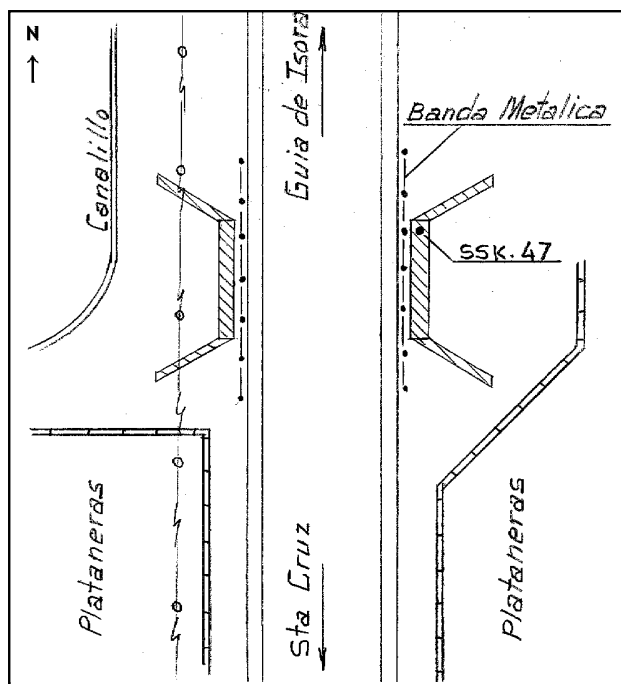 N
Guia de Isora
Banda Metalica
Canalillo
SSK. 47
Sta Cruz
Plataneras
Plataneras